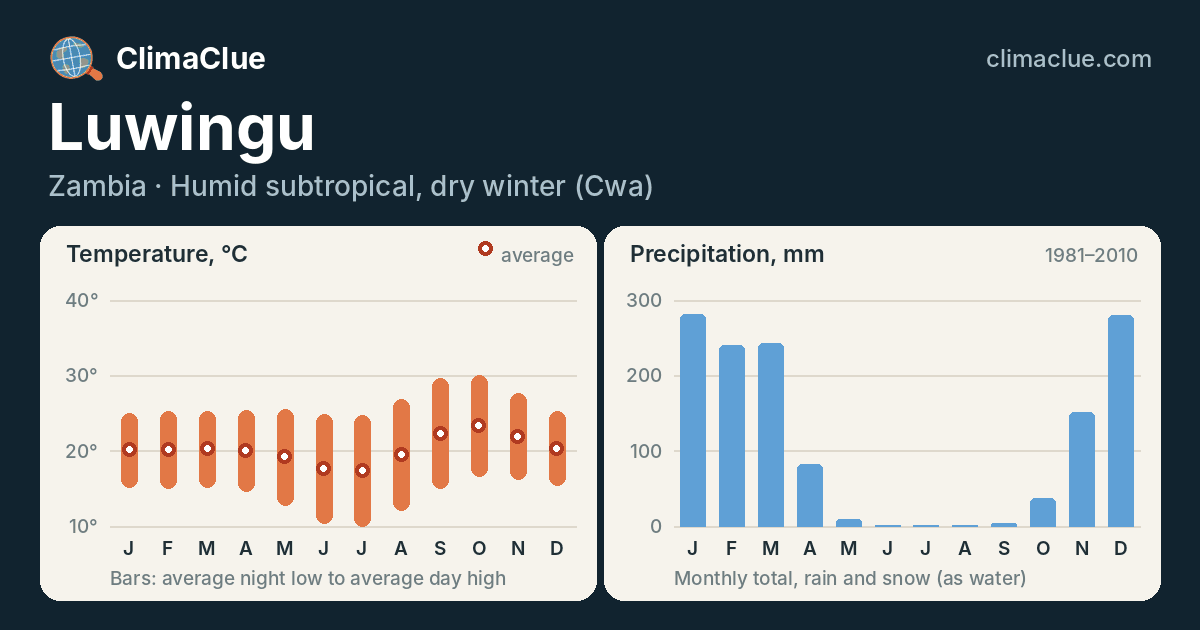 ClimaClue
climaclue.com
Luwingu
Zambia · Humid subtropical, dry winter (Cwa)
Temperature, °C
average
40°
30°
20°
10°
J F M A M J J A S O N D
Bars: average night low to average day high
Precipitation, mm
1981–2010
300
200
100
0
J F M A M J J A S O N D
Monthly total, rain and snow (as water)